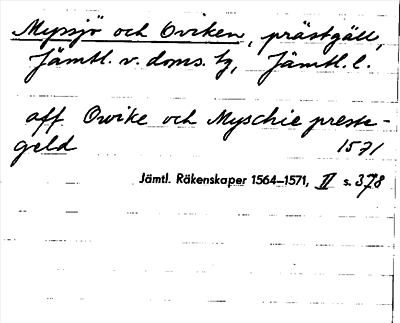 Mypsjö och Oviken, prästgäll,
Jämtl. v. doms. tg, Jämtl. l.
aff. Owike och Myschie preste-
geld 1571
Jämtl. Räkenskaper 1564–1571, II s. 378